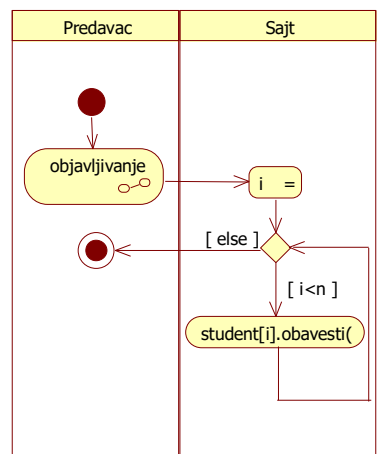 Predavac
Sajt
objavljivanje
i =
[ else ]
[ i<n ]
student[i].obavesti(